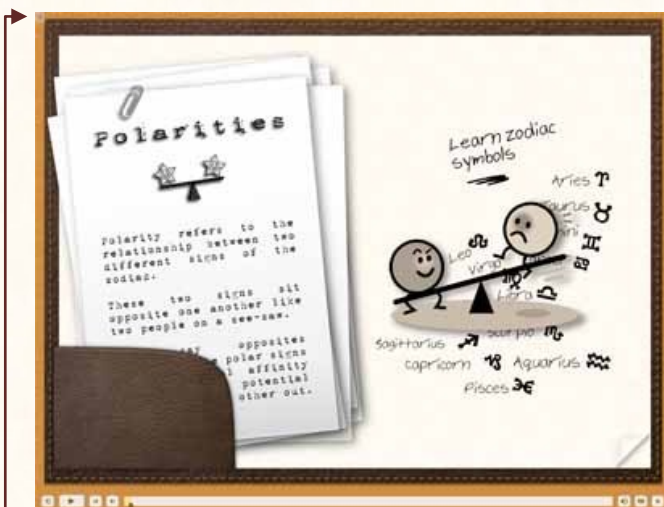 Polarities
Polarity refers to the
relationship between two
different signs of the
zodiac.
These two signs sit
opposite one another like
two people on a see-saw.
opposites
polar signs
affinity
potential
other out.
Learn zodiac
symbols
Aries ♈
Taurus ♉
♊
♋
Leo ♌
Virgo ♍
Libra ♎
Scorpio ♏
Sagittarius ♐
Capricorn ♑
Aquarius ♒
Pisces ♓